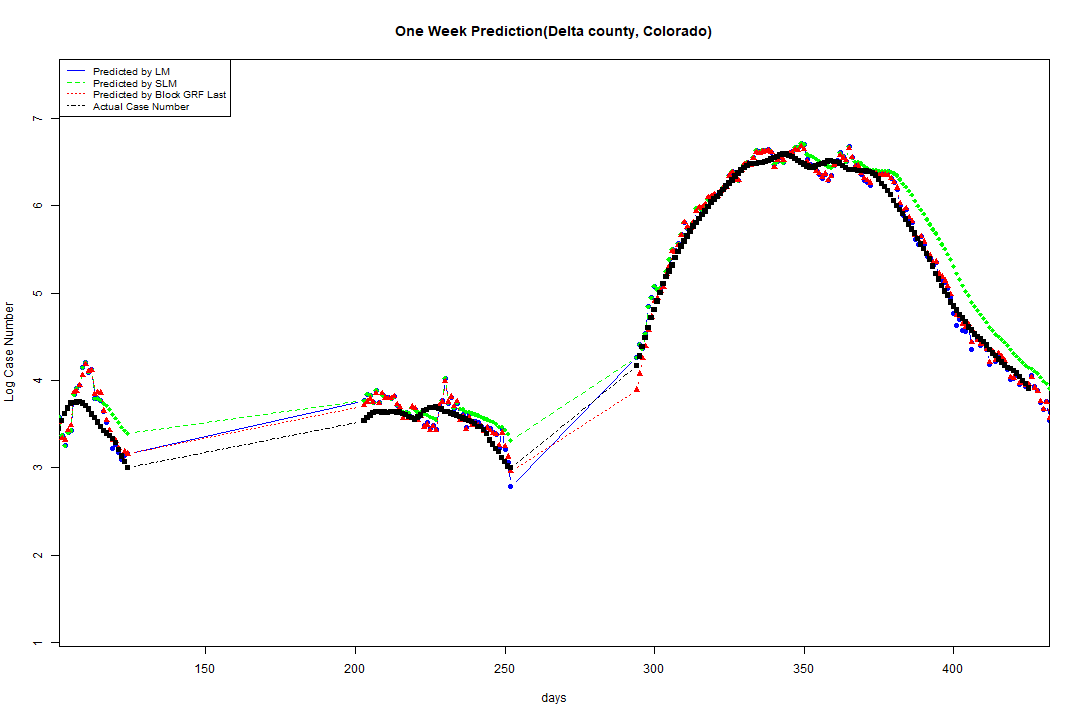 One Week Prediction(Delta county, Colorado)
Predicted by LM
Predicted by SLM
Predicted by Block GRF Last
Actual Case Number
7
6
5
4
3
2
1
Log Case Number
150 200 250 300 350 400
days